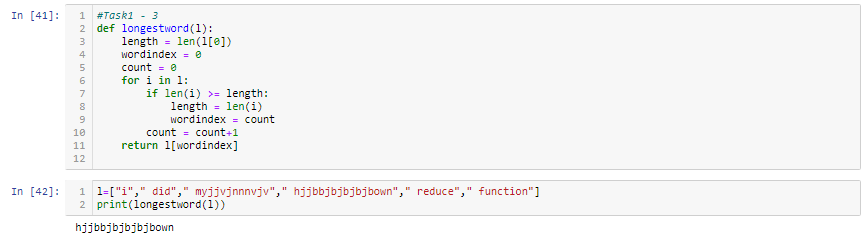 In [41]:
1 #Task1 - 3
2 def longestword(l):
3     length = len(l[0])
4     wordindex = 0
5     count = 0
6     for i in l:
7         if len(i) >= length:
8             length = len(i)
9             wordindex = count
10         count = count+1
11     return l[wordindex]
12
In [42]:
1 l=["i"," did"," myjjvjnnnvjv"," hjjbbjbjbjbjbown"," reduce"," function"]
2 print(longestword(l))
hjjbbjbjbjbjbown